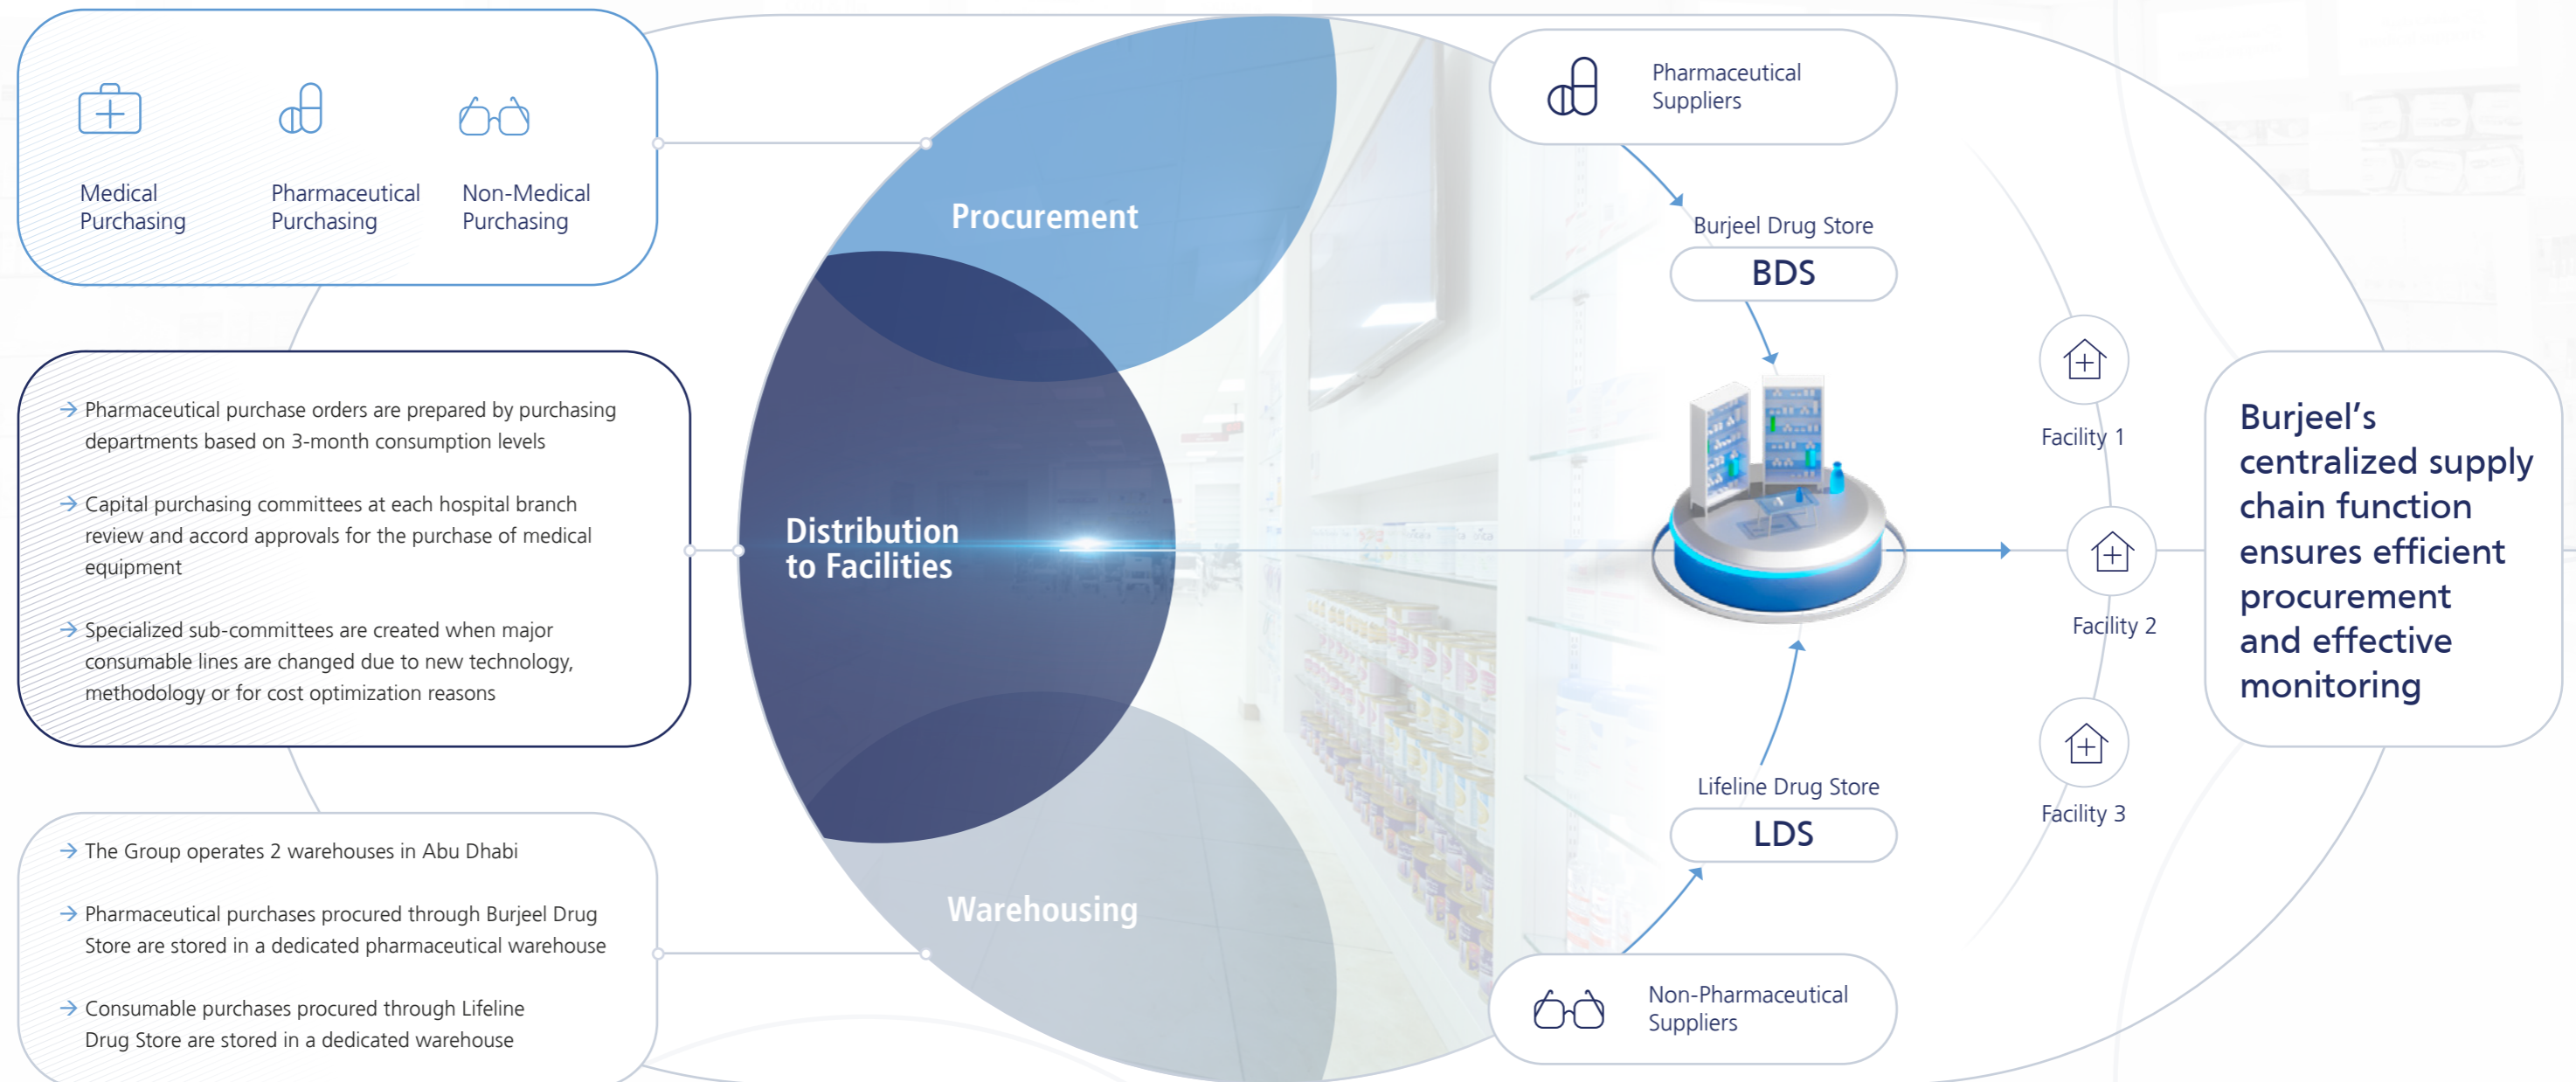 Medical
Purchasing
Pharmaceutical
Purchasing
Non-Medical
Purchasing
→ Pharmaceutical purchase orders are prepared by purchasing
departments based on 3-month consumption levels
→ Capital purchasing committees at each hospital branch
review and accord approvals for the purchase of medical
equipment
→ Specialized sub-committees are created when major
consumable lines are changed due to new technology,
methodology or for cost optimization reasons
→ The Group operates 2 warehouses in Abu Dhabi
→ Pharmaceutical purchases procured through Burjeel Drug
Store are stored in a dedicated pharmaceutical warehouse
→ Consumable purchases procured through Lifeline
Drug Store are stored in a dedicated warehouse
Procurement
Distribution
to Facilities
Warehousing
Pharmaceutical
Suppliers
Burjeel Drug Store
BDS
Lifeline Drug Store
LDS
Non-Pharmaceutical
Suppliers
Facility 1
Facility 2
Facility 3
Burjeel's
centralized supply
chain function
ensures efficient
procurement
and effective
monitoring